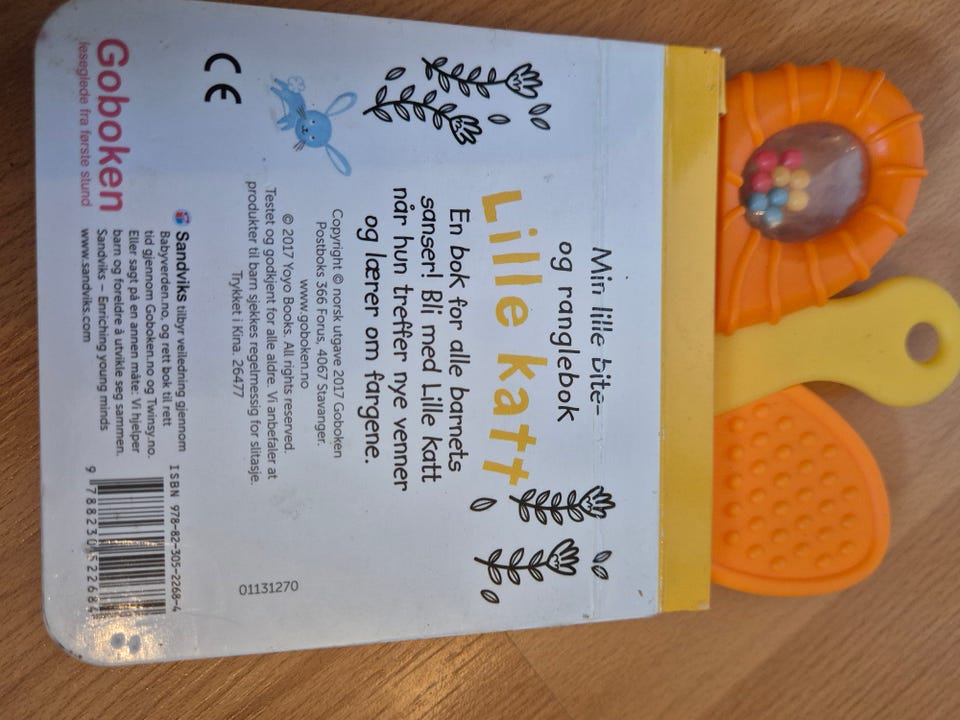 Min lille bite-
og ranglebok
Lille katt
En bok for alle barnets
sanser! Bli med Lille katt
når hun treffer nye venner
og lærer om fargene.
Copyright © norsk utgave 2017 Goboken
Postboks 366 Forus, 4067 Stavanger.
www.goboken.no
© 2017 Yoyo Books. All rights reserved.
Testet og godkjent for alle aldre. Vi anbefaler at
produkter til barn sjekkes regelmessig for slitasje.
Trykket i Kina. 26477
01131270
CE
Goboken
leseglede fra første stund
Sandviks tilbyr veiledning gjennom
Babyverden.no, og rett bok til rett
tid gjennom Goboken.no og Twinsy.no.
Eller sagt på en annen måte: Vi hjelper
barn og foreldre å utvikle seg sammen.
Sandviks – Enriching young minds
www.sandviks.com
ISBN 978-82-305-2268-4
9 788230 522684